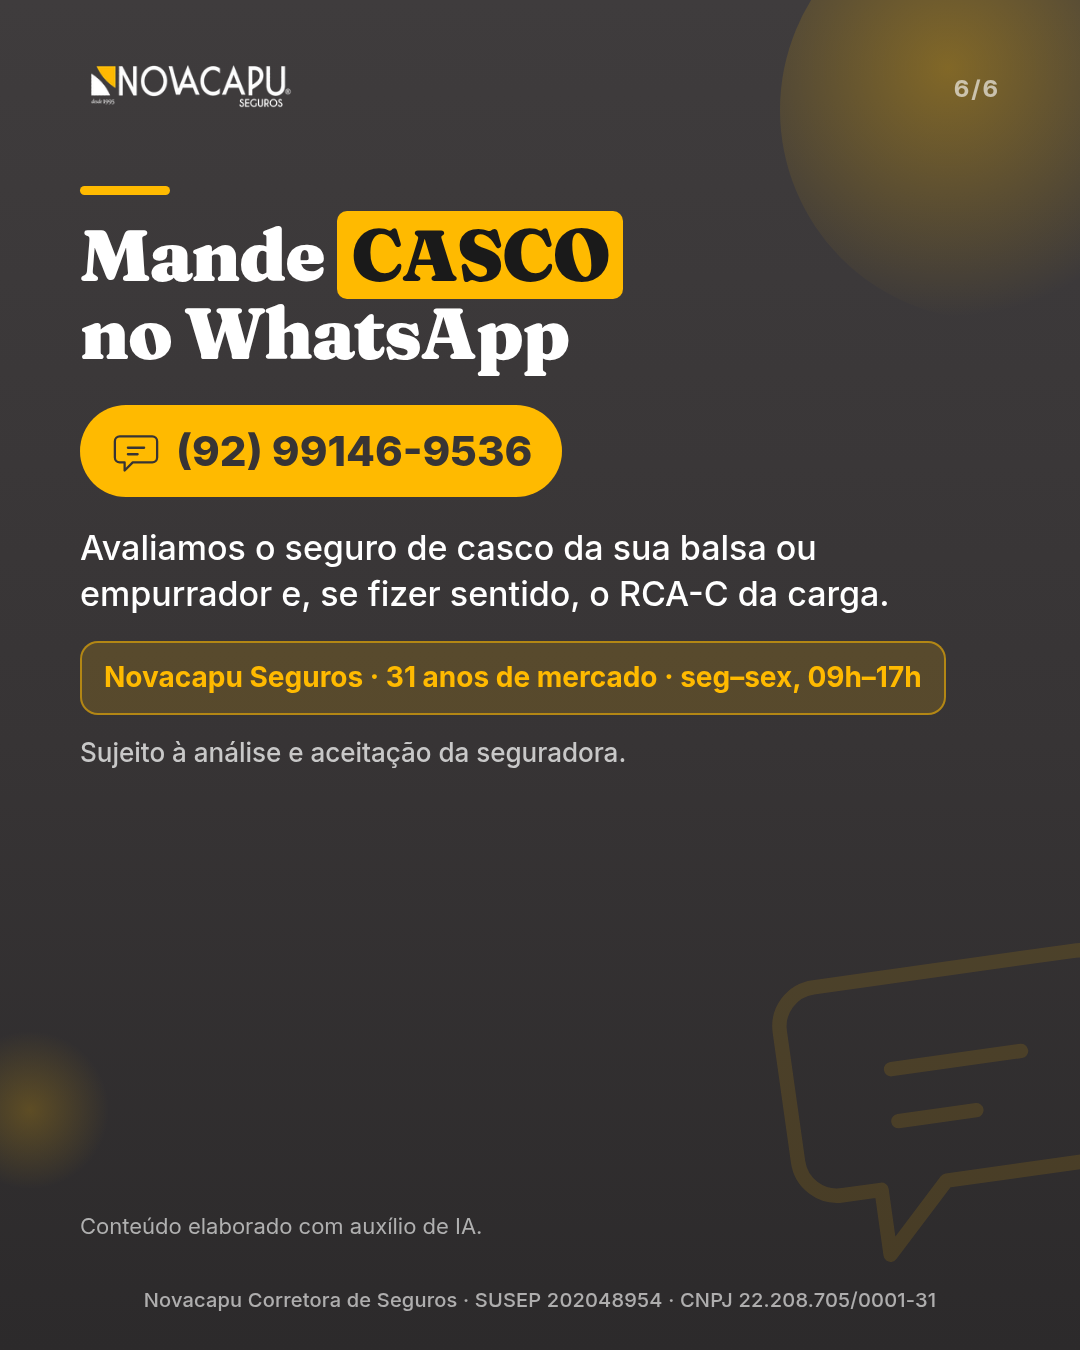 NOVACAPU®
desde 1995
SEGUROS
6/6
Mande CASCO
no WhatsApp
(92) 99146-9536
Avaliamos o seguro de casco da sua balsa ou
empurrador e, se fizer sentido, o RCA-C da carga.
Novacapu Seguros · 31 anos de mercado · seg–sex, 09h–17h
Sujeito à análise e aceitação da seguradora.
Conteúdo elaborado com auxílio de IA.
Novacapu Corretora de Seguros · SUSEP 202048954 · CNPJ 22.208.705/0001-31